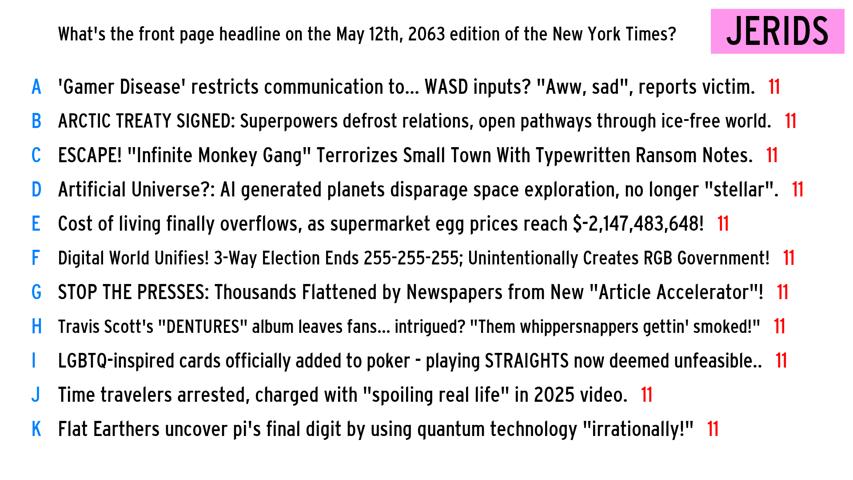 What's the front page headline on the May 12th, 2063 edition of the New York Times?
JERIDS
A 'Gamer Disease' restricts communication to... WASD inputs? "Aww, sad", reports victim. 11
B ARCTIC TREATY SIGNED: Superpowers defrost relations, open pathways through ice-free world. 11
C ESCAPE! "Infinite Monkey Gang" Terrorizes Small Town With Typewritten Ransom Notes. 11
D Artificial Universe?: AI generated planets disparage space exploration, no longer "stellar". 11
E Cost of living finally overflows, as supermarket egg prices reach $-2,147,483,648! 11
F Digital World Unifies! 3-Way Election Ends 255-255-255; Unintentionally Creates RGB Government! 11
G STOP THE PRESSES: Thousands Flattened by Newspapers from New "Article Accelerator"! 11
H Travis Scott's "DENTURES" album leaves fans... intrigued? "Them whippersnappers gettin' smoked!" 11
I LGBTQ-inspired cards officially added to poker - playing STRAIGHTS now deemed unfeasible.. 11
J Time travelers arrested, charged with "spoiling real life" in 2025 video. 11
K Flat Earthers uncover pi's final digit by using quantum technology "irrationally!" 11